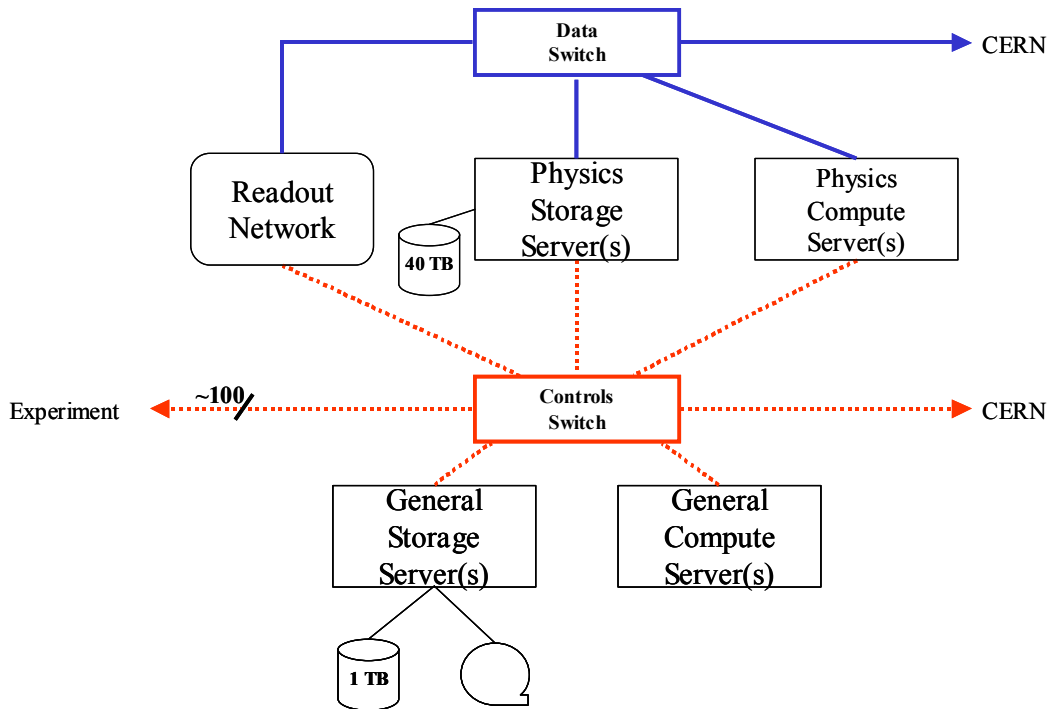 Data
Switch
CERN
Readout
Network
Physics
Storage
Server(s)
Physics
Compute
Server(s)
40 TB
Experiment
~100
Controls
Switch
CERN
General
Storage
Server(s)
General
Compute
Server(s)
1 TB